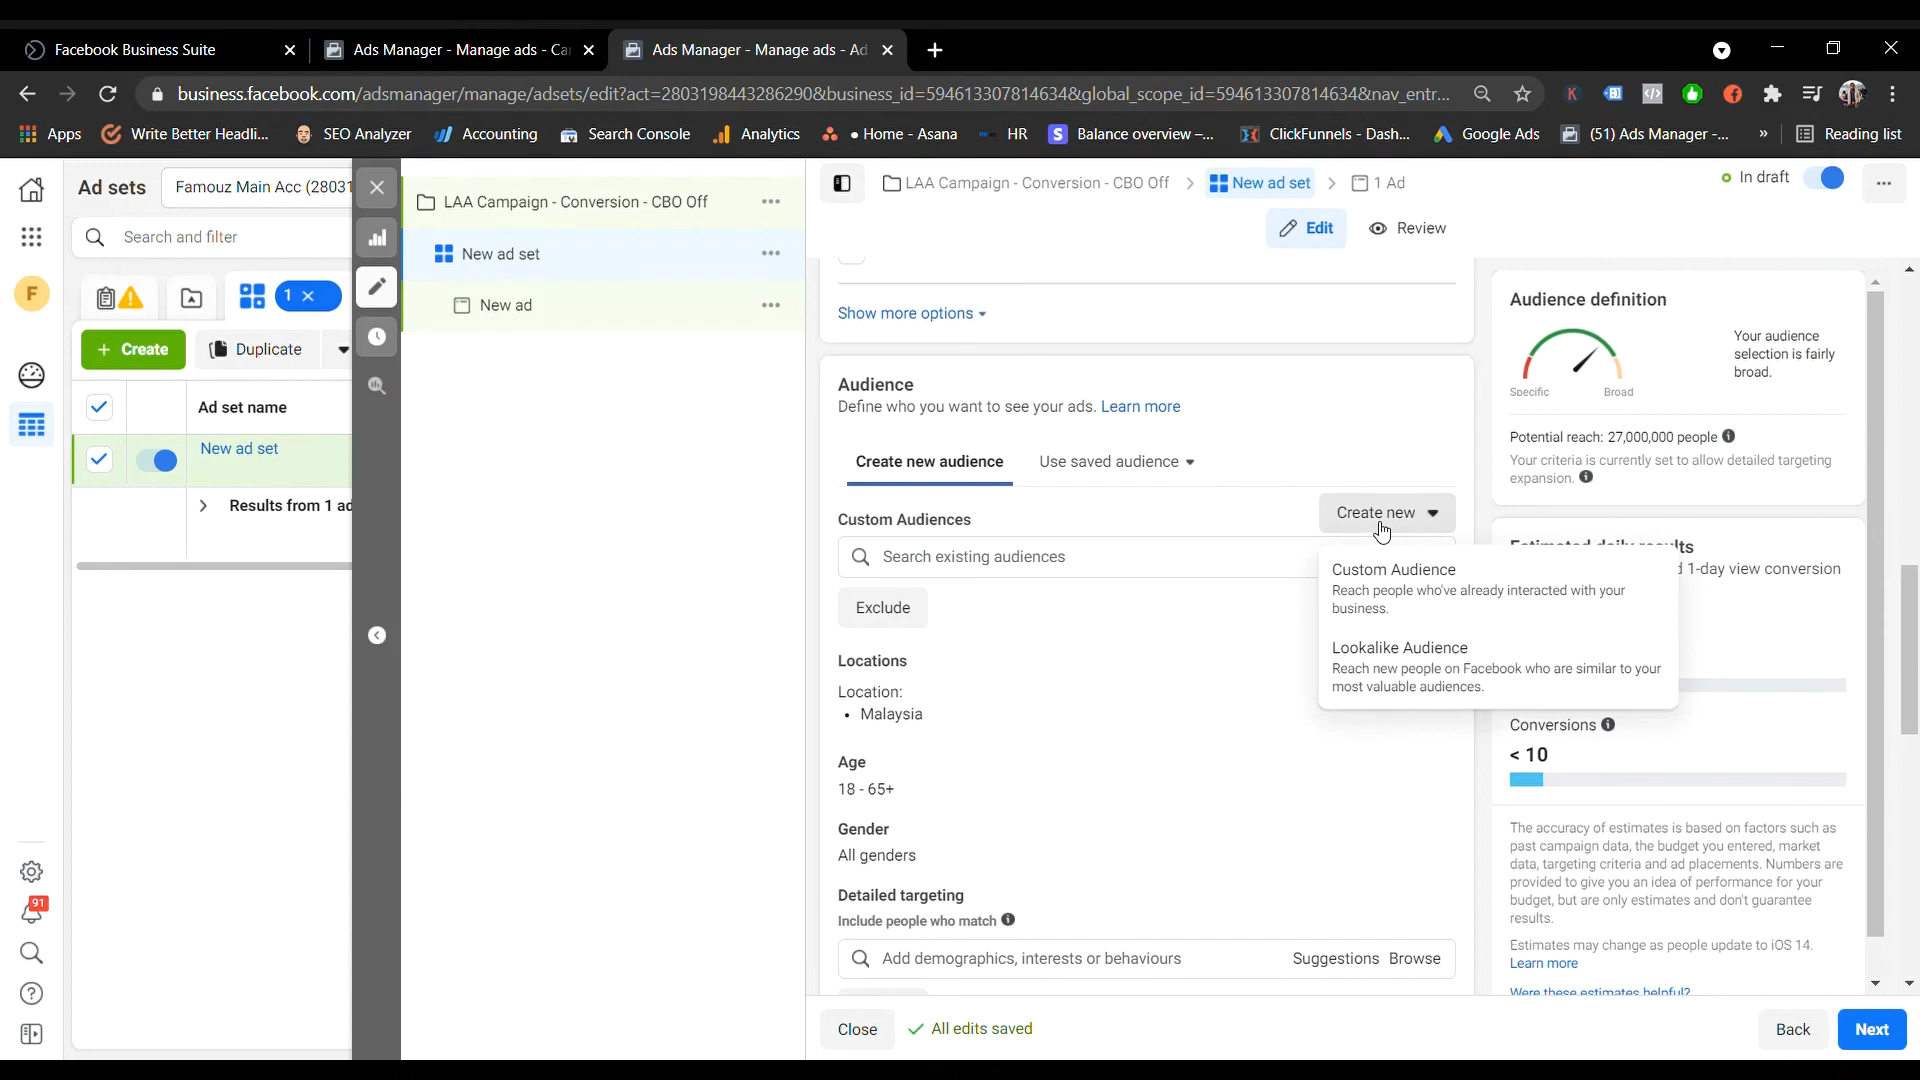 Facebook Business Suite
Ads Manager - Manage ads - Ca
Ads Manager - Manage ads - Ad
business.facebook.com/adsmanager/manage/adsets/edit?act=2803198443286290&business_id=594613307814634&global_scope_id=594613307814634&nav_entr...
Apps
Write Better Headli...
SEO Analyzer
Accounting
Search Console
Analytics
• Home - Asana
HR
Balance overview –...
ClickFunnels - Dash...
Google Ads
(51) Ads Manager -...
»
Reading list
Ad sets
Famouz Main Acc (28031
Search and filter
F
1
+ Create
Duplicate
Ad set name
New ad set
Results from 1 ad
91
LAA Campaign - Conversion - CBO Off
New ad set
New ad
LAA Campaign - Conversion - CBO Off
New ad set
1 Ad
In draft
Edit
Review
Show more options
Audience
Define who you want to see your ads. Learn more
Create new audience
Use saved audience
Custom Audiences
Create new
Search existing audiences
Exclude
Custom Audience
Reach people who've already interacted with your
business.
Lookalike Audience
Reach new people on Facebook who are similar to your
most valuable audiences.
Locations
Location:
• Malaysia
Age
18 - 65+
Gender
All genders
Detailed targeting
Include people who match
Add demographics, interests or behaviours
Suggestions
Browse
Audience definition
Specific
Broad
Your audience
selection is fairly
broad.
Potential reach: 27,000,000 people
Your criteria is currently set to allow detailed targeting
expansion.
Estimated daily results
1-day view conversion
Conversions
< 10
The accuracy of estimates is based on factors such as
past campaign data, the budget you entered, market
data, targeting criteria and ad placements. Numbers are
provided to give you an idea of performance for your
budget, but are only estimates and don't guarantee
results.
Estimates may change as people update to iOS 14.
Learn more
Were these estimates helpful?
Close
All edits saved
Back
Next